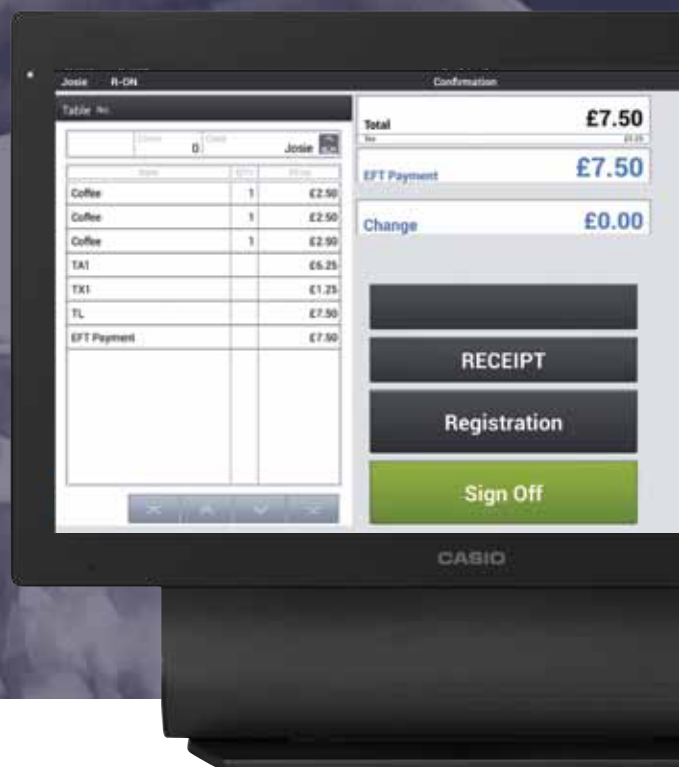 Josie R-ON Confirmation
Table No.
0 Josie
Coffee 1 £2.50
Coffee 1 £2.50
Coffee 1 £2.50
TA1 £6.25
TX1 £1.25
TL £7.50
EFT Payment £7.50
Total £7.50
EFT Payment £7.50
Change £0.00
RECEIPT
Registration
Sign Off
CASIO